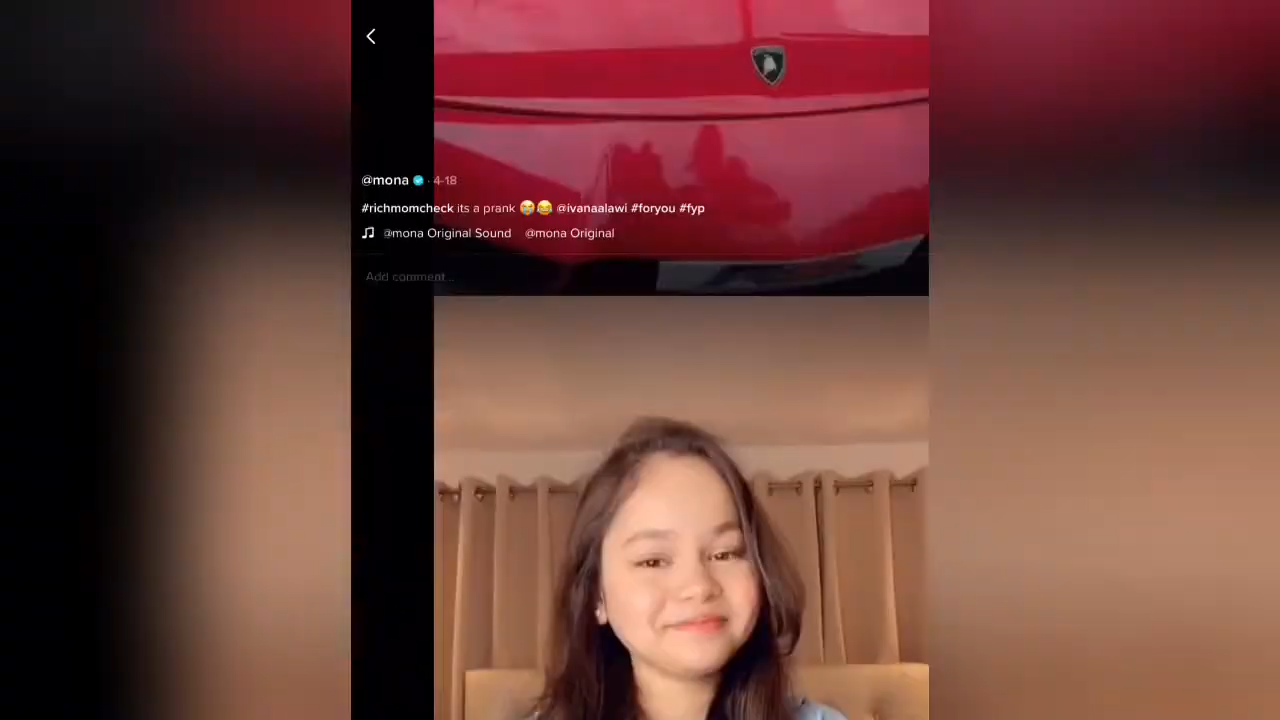 @mona · 4-18
#richmomcheck its a prank 😭😂 @ivanaalawi #foryou #fyp
@mona Original Sound @mona Original
Add comment...